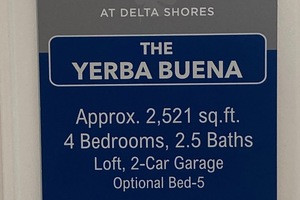 AT DELTA SHORES
THE
YERBA BUENA
Approx. 2,521 sq.ft.
4 Bedrooms, 2.5 Baths
Loft, 2-Car Garage
Optional Bed-5